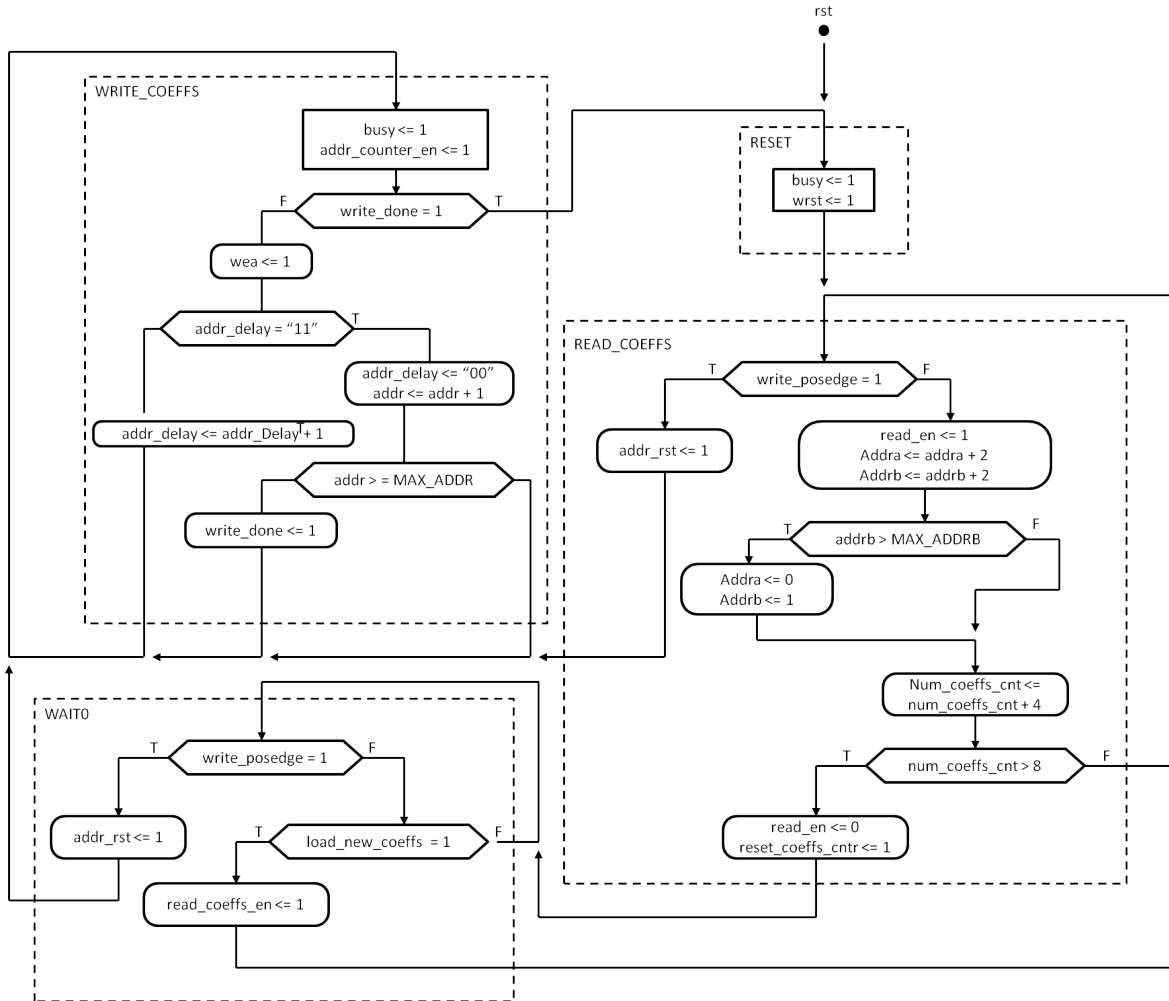 rst
WRITE_COEFFS
busy <= 1
addr_counter_en <= 1
F
write_done = 1
T
wea <= 1
addr_delay = “11”
T
addr_delay <= “00”
addr <= addr + 1
addr_delay <= addr_Delay + 1
T
addr > = MAX_ADDR
write_done <= 1
RESET
busy <= 1
wrst <= 1
READ_COEFFS
T
write_posedge = 1
F
addr_rst <= 1
read_en <= 1
Addra <= addra + 2
Addrb <= addrb + 2
T
addrb > MAX_ADDRB
F
Addra <= 0
Addrb <= 1
Num_coeffs_cnt <=
num_coeffs_cnt + 4
T
num_coeffs_cnt > 8
F
read_en <= 0
reset_coeffs_cntr <= 1
WAIT0
T
write_posedge = 1
F
addr_rst <= 1
T
load_new_coeffs = 1
F
read_coeffs_en <= 1